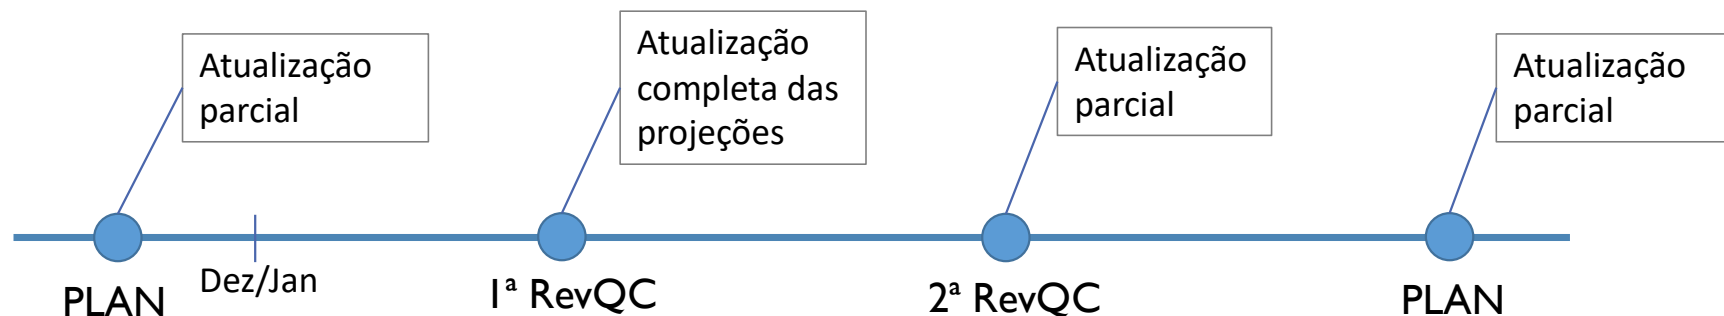 Atualização
parcial
Atualização
completa das
projeções
Atualização
parcial
Atualização
parcial
PLAN
Dez/Jan
1ª RevQC
2ª RevQC
PLAN